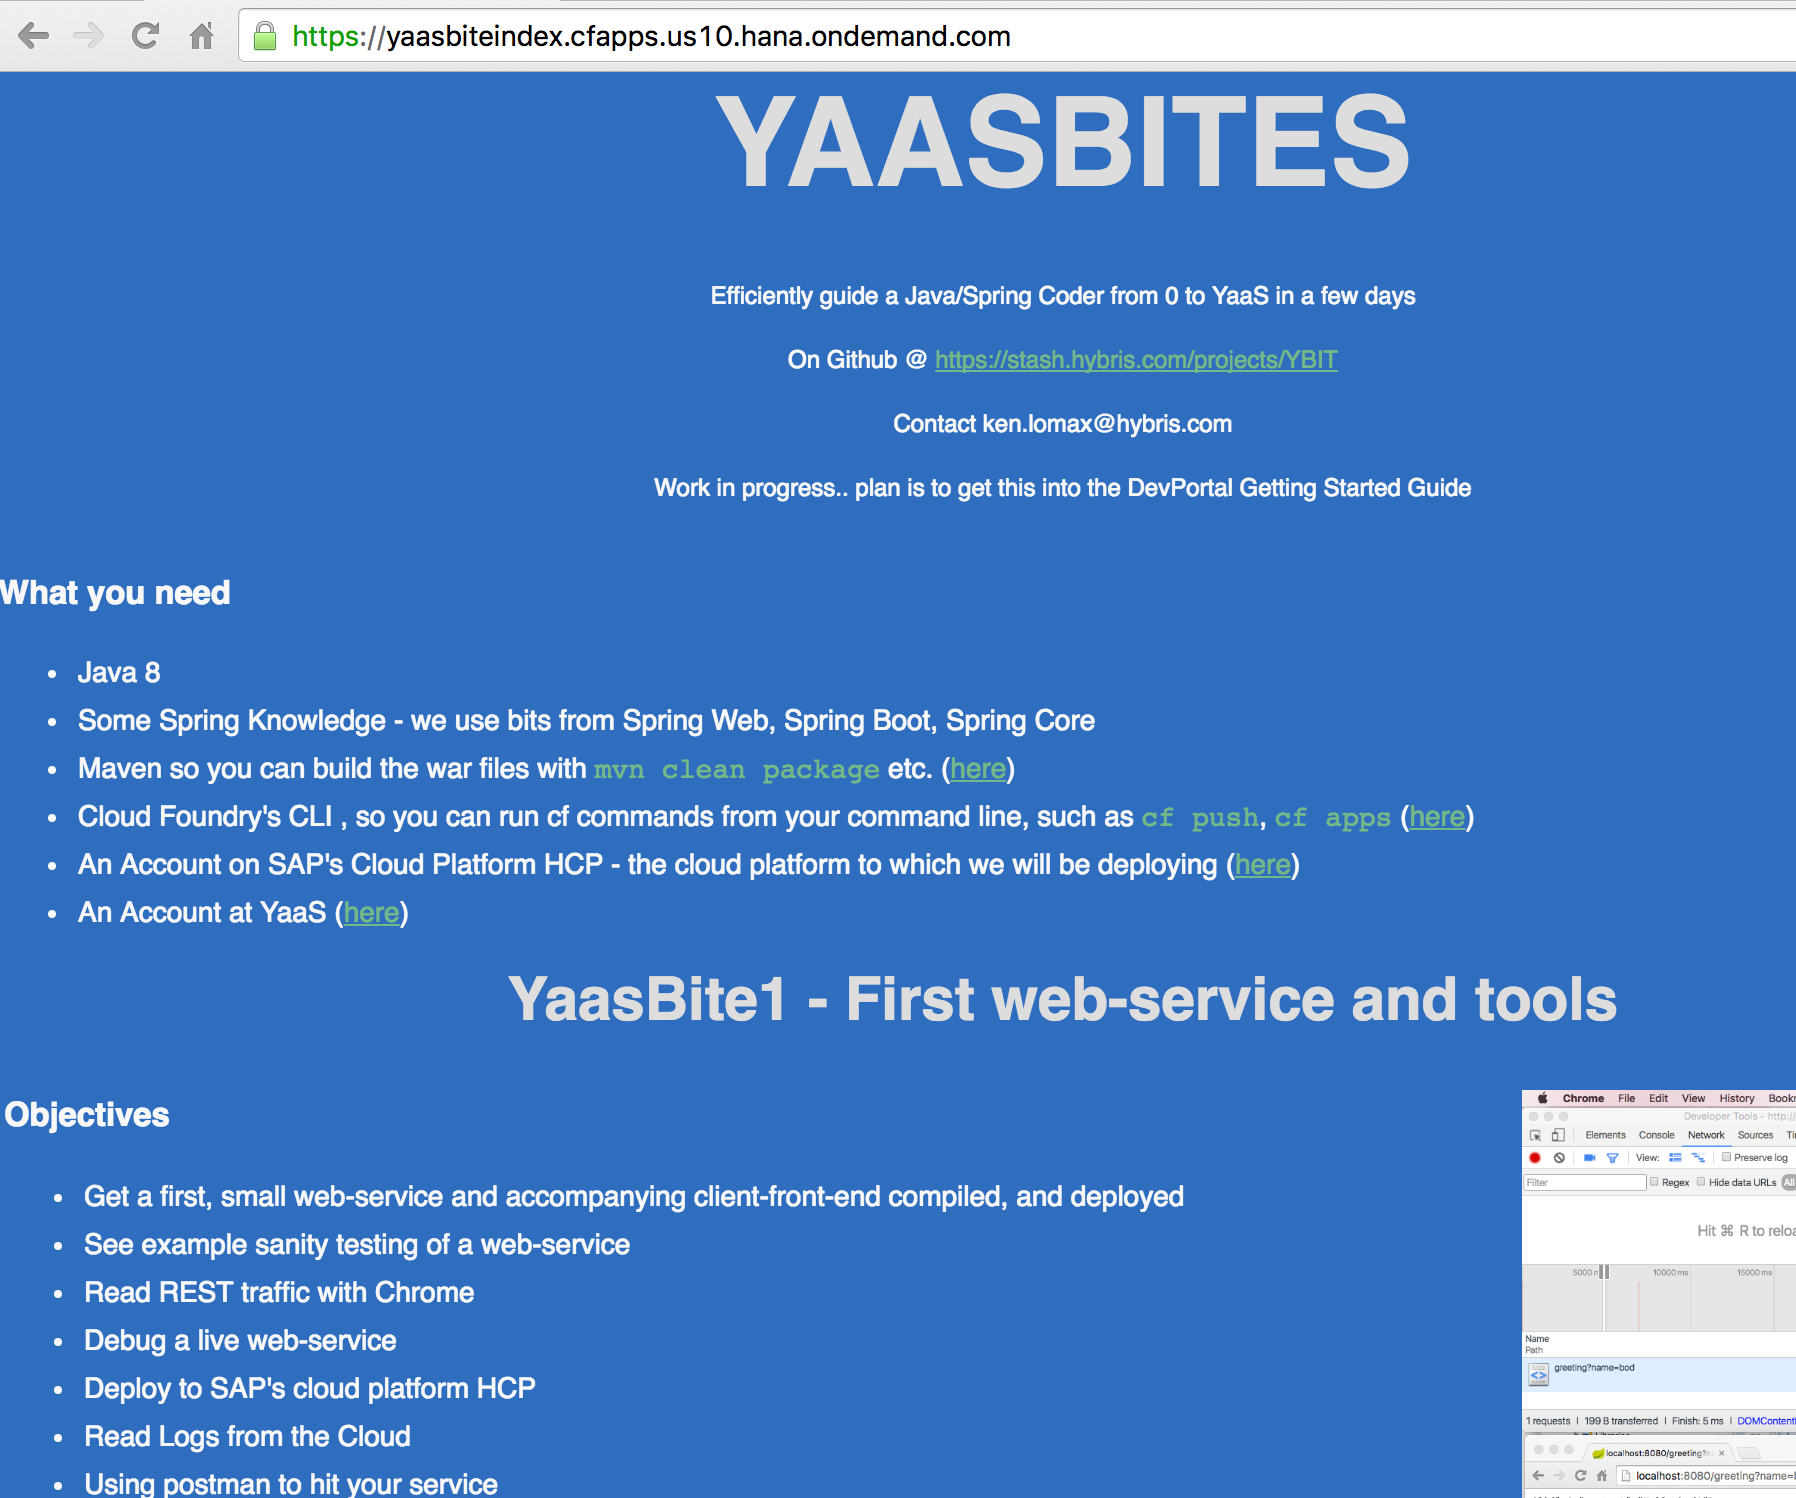 https://yaasbiteindex.cfapps.us10.hana.ondemand.com
YAASBITES
Efficiently guide a Java/Spring Coder from 0 to YaaS in a few days
On Github @ https://stash.hybris.com/projects/YBIT
Contact ken.lomax@hybris.com
Work in progress.. plan is to get this into the DevPortal Getting Started Guide
What you need
• Java 8
• Some Spring Knowledge - we use bits from Spring Web, Spring Boot, Spring Core
• Maven so you can build the war files with mvn clean package etc. (here)
• Cloud Foundry's CLI , so you can run cf commands from your command line, such as cf push, cf apps (here)
• An Account on SAP's Cloud Platform HCP - the cloud platform to which we will be deploying (here)
• An Account at YaaS (here)
YaasBite1 - First web-service and tools
Objectives
• Get a first, small web-service and accompanying client-front-end compiled, and deployed
• See example sanity testing of a web-service
• Read REST traffic with Chrome
• Debug a live web-service
• Deploy to SAP's cloud platform HCP
• Read Logs from the Cloud
• Using postman to hit your service
Chrome File Edit View History
Developer Tools - http://
Elements Console Network Sources
View: Preserve log
Filter Regex Hide data URLs All
Hit ⌘ R to reloa
5000 10000 ms 15000 ms
Name
Path
greeting?name=bod
1 requests | 199 B transferred | Finish: 5 ms | DOMContent
localhost:8080/greeting?n
localhost:8080/greeting?name=